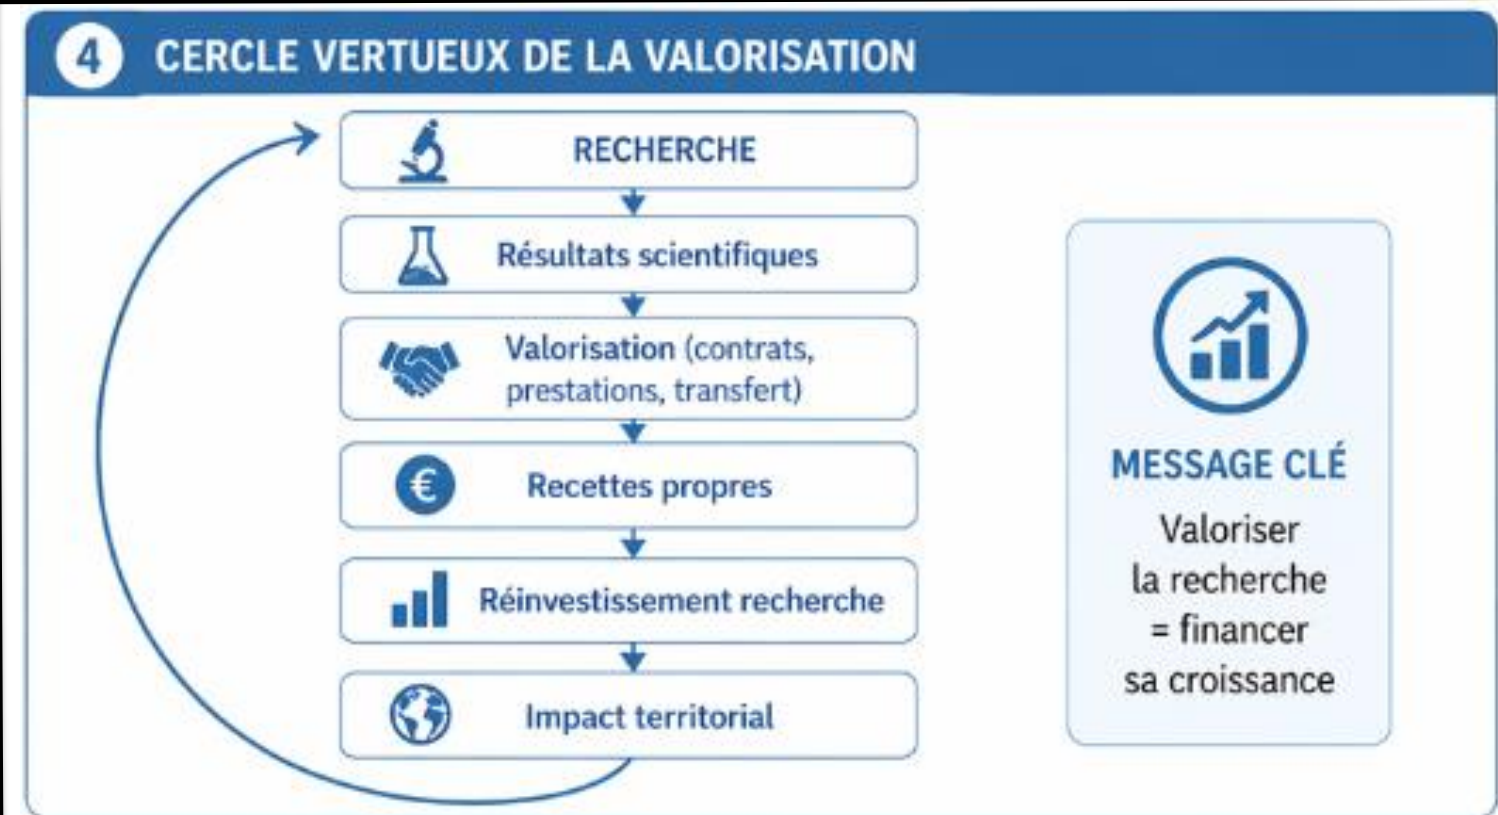 4 CERCLE VERTUEUX DE LA VALORISATION
RECHERCHE
Résultats scientifiques
Valorisation (contrats,
prestations, transfert)
€ Recettes propres
Réinvestissement recherche
Impact territorial
MESSAGE CLÉ
Valoriser
la recherche
= financer
sa croissance